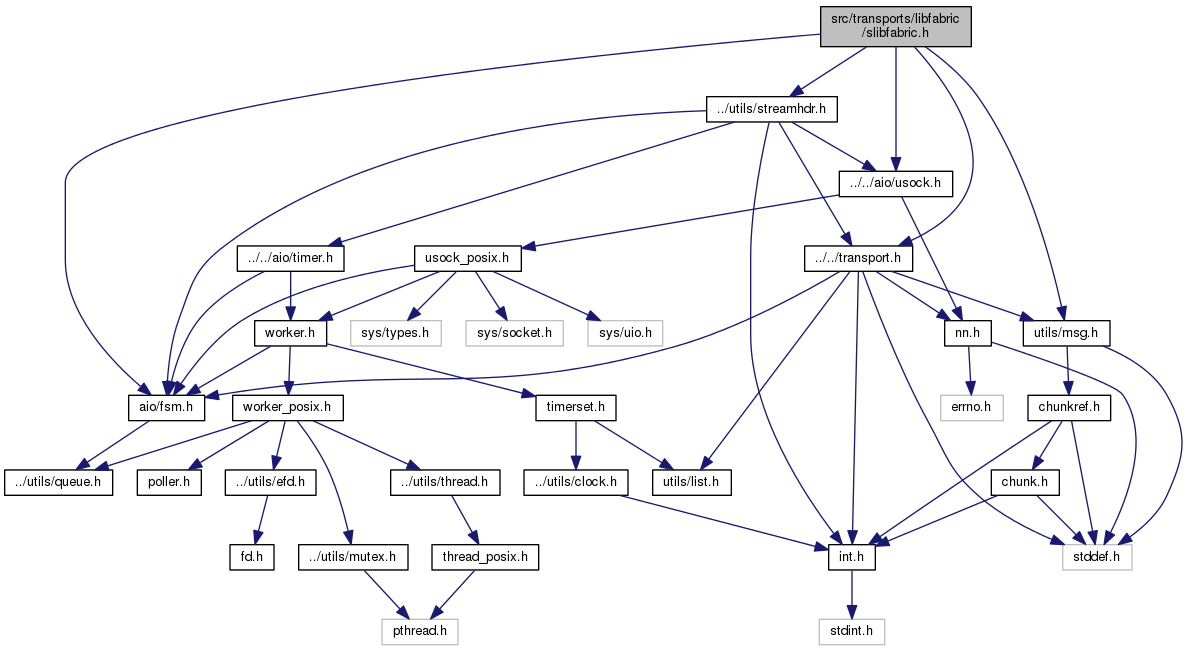 src/transports/libfabric
/slibfabric.h
../utils/streamhdr.h
../../aio/usock.h
../../aio/timer.h
usock_posix.h
../../transport.h
worker.h
sys/types.h
sys/socket.h
sys/uio.h
nn.h
utils/msg.h
aio/fsm.h
worker_posix.h
timerset.h
errno.h
chunkref.h
../utils/queue.h
poller.h
../utils/efd.h
../utils/thread.h
../utils/clock.h
utils/list.h
chunk.h
fd.h
../utils/mutex.h
thread_posix.h
int.h
stddef.h
pthread.h
stdint.h